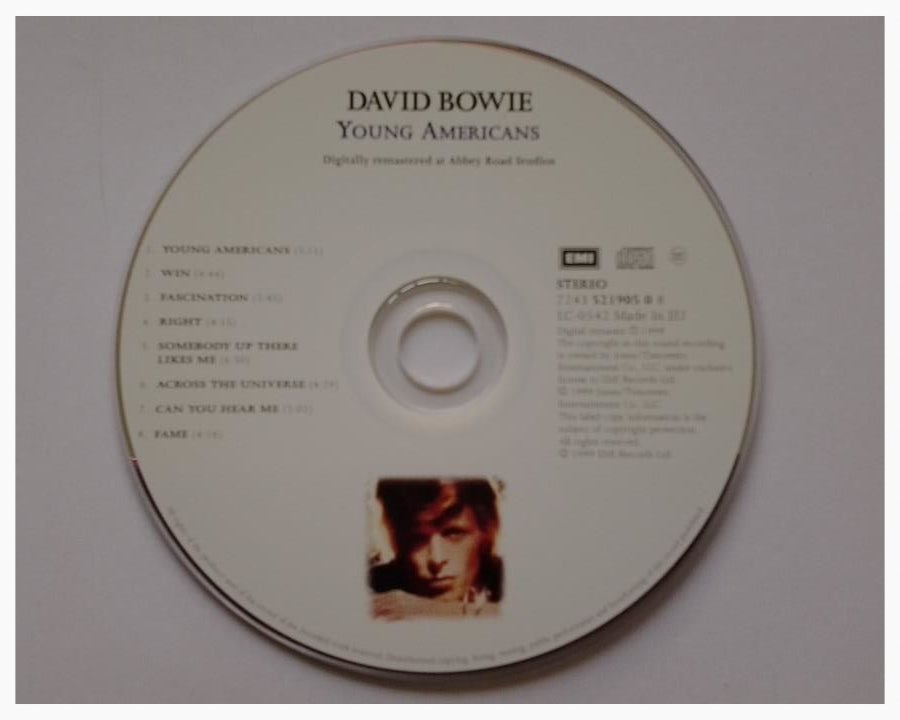 DAVID BOWIE
YOUNG AMERICANS
Digitally remastered at Abbey Road Studios
1. YOUNG AMERICANS (5:11)
2. WIN (4:44)
3. FASCINATION (5:45)
4. RIGHT (4:15)
5. SOMEBODY UP THERE
LIKES ME (6:30)
6. ACROSS THE UNIVERSE (4:29)
7. CAN YOU HEAR ME (5:03)
8. FAME (4:16)
EMI
STEREO
7243 521905 0 8
LC-0542 Made in EU
Digital remaster ℗ 1999
The copyright in this sound recording
is owned by Jones/Tintoretto
Entertainment Co., LLC under exclusive
license to EMI Records Ltd.
© 1999 Jones/Tintoretto
Entertainment Co., LLC
This label copy information is the
subject of copyright protection.
All rights reserved.
© 1999 EMI Records Ltd.